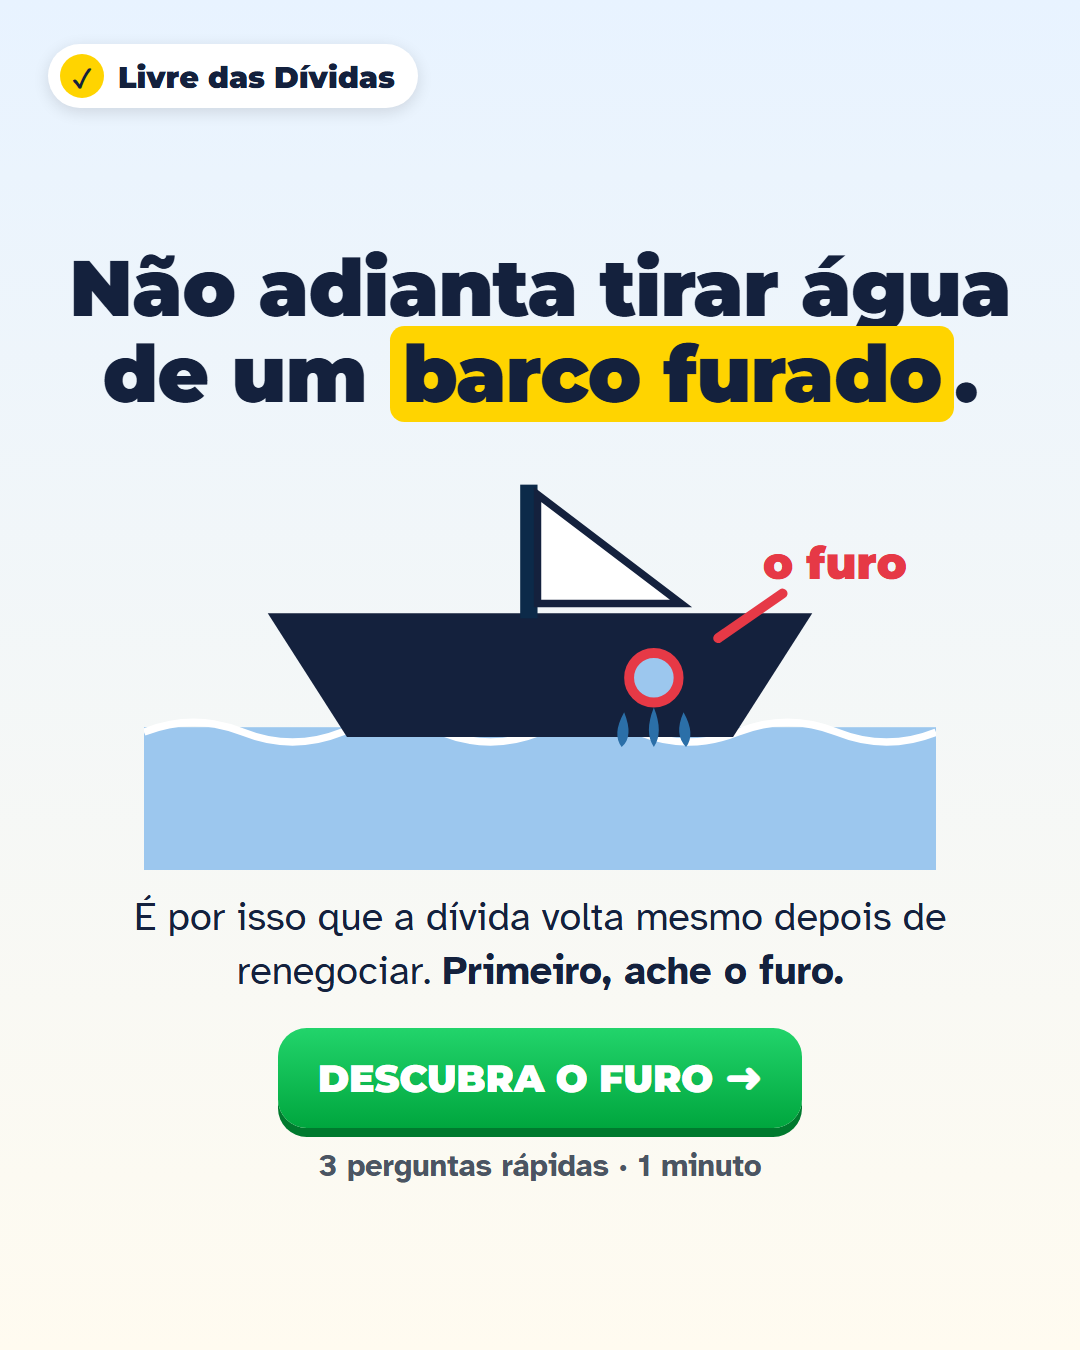 ✓ Livre das Dívidas
Não adianta tirar água
de um barco furado.
o furo
É por isso que a dívida volta mesmo depois de
renegociar. Primeiro, ache o furo.
DESCUBRA O FURO ➜
3 perguntas rápidas · 1 minuto